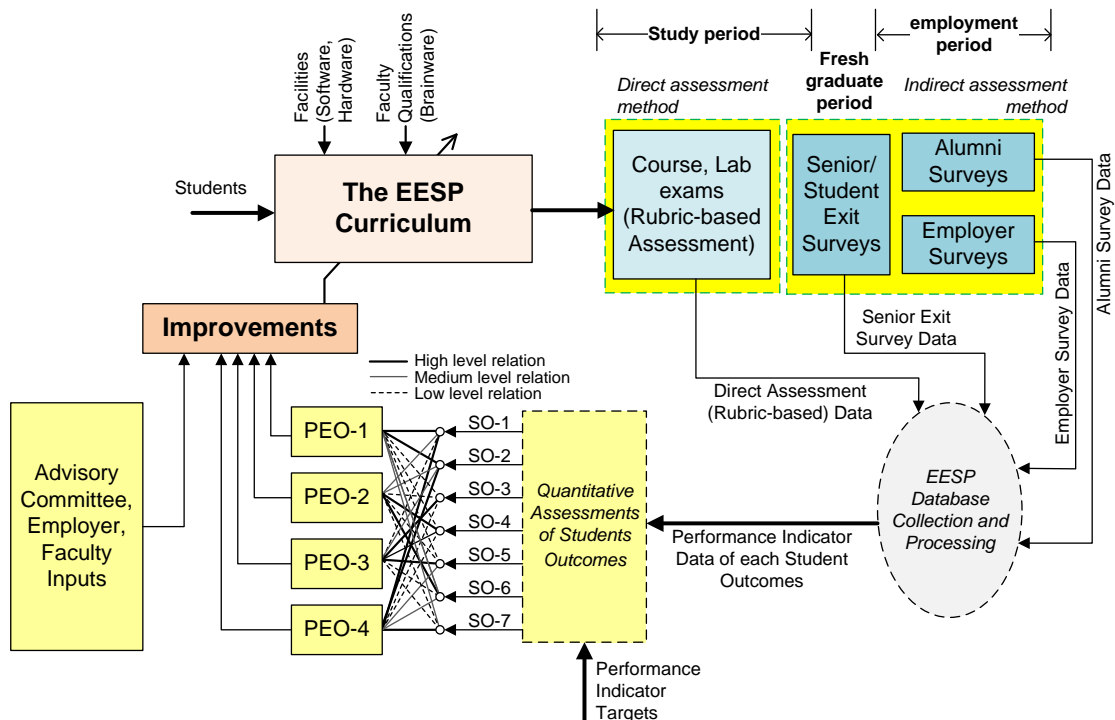 Study period
employment
period
Fresh
graduate
period
Direct assessment
method
Indirect assessment
method
Facilities
(Software,
Hardware)
Faculty
Qualifications
(Brainware)
Students
The EESP
Curriculum
Course, Lab
exams
(Rubric-based
Assessment)
Senior/
Student
Exit
Surveys
Alumni
Surveys
Employer
Surveys
Alumni Survey Data
Employer Survey Data
Senior Exit
Survey Data
Direct Assessment
(Rubric-based) Data
Improvements
High level relation
Medium level relation
Low level relation
Advisory
Committee,
Employer,
Faculty
Inputs
PEO-1
PEO-2
PEO-3
PEO-4
SO-1
SO-2
SO-3
SO-4
SO-5
SO-6
SO-7
Quantitative
Assessments
of Students
Outcomes
Performance Indicator
Data of each Student
Outcomes
EESP
Database
Collection and
Processing
Performance
Indicator
Targets